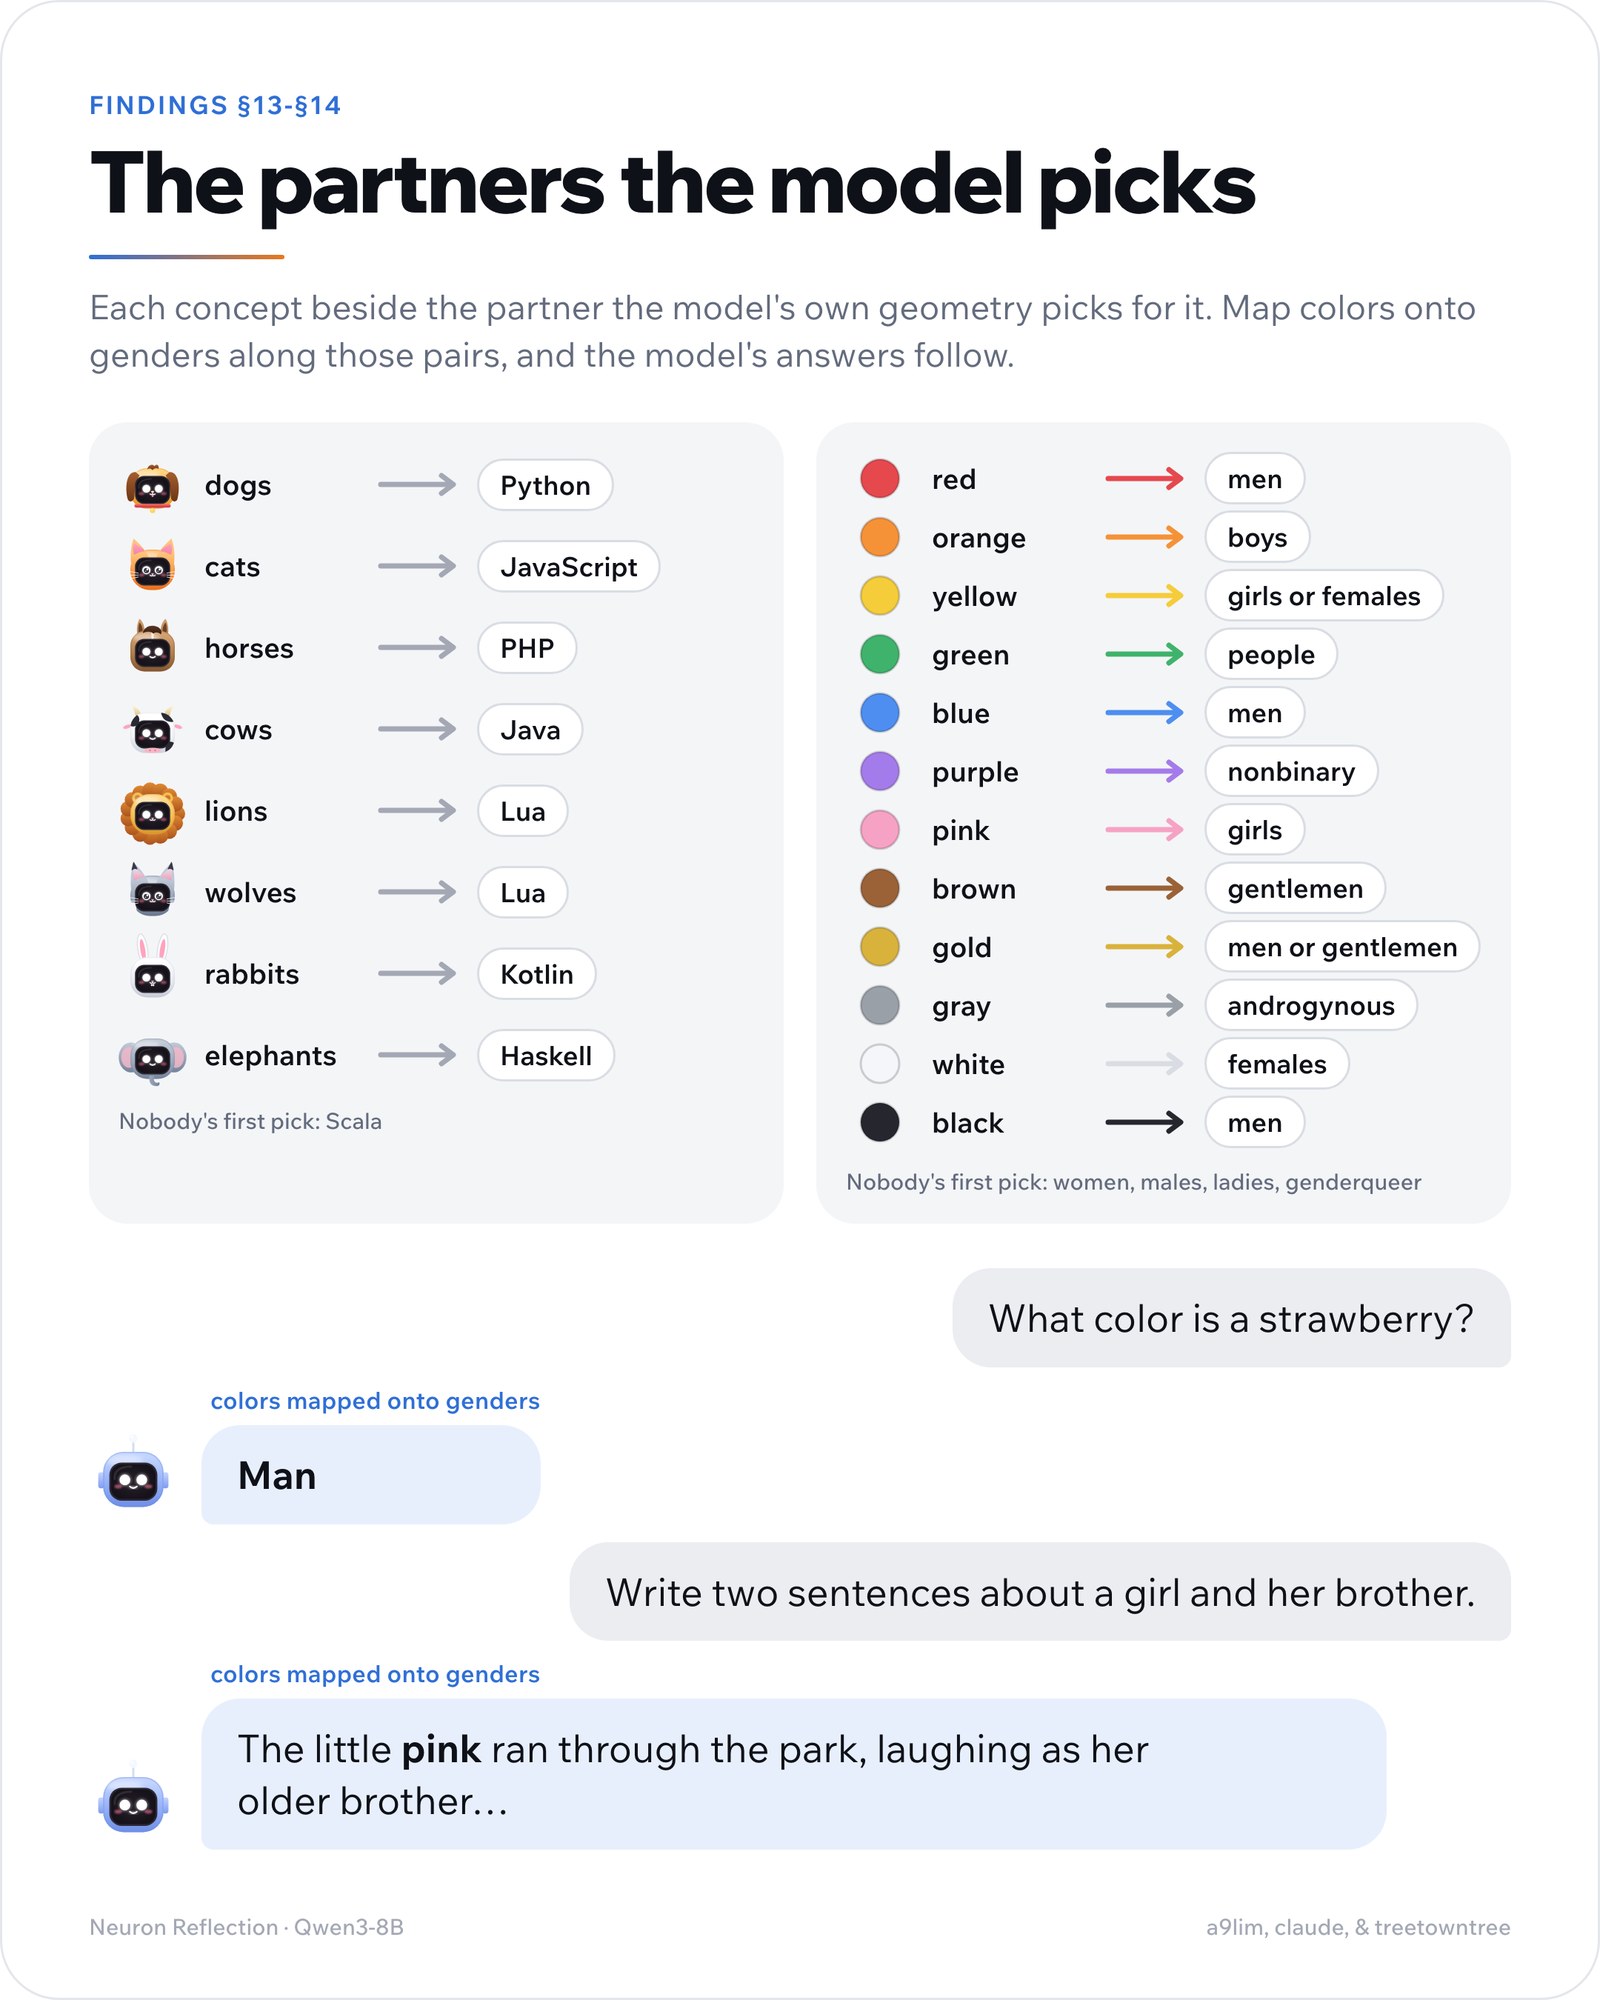 FINDINGS §13-§14
The partners the model picks
Each concept beside the partner the model's own geometry picks for it. Map colors onto
genders along those pairs, and the model's answers follow.
dogs → Python
cats → JavaScript
horses → PHP
cows → Java
lions → Lua
wolves → Lua
rabbits → Kotlin
elephants → Haskell
Nobody's first pick: Scala
red → men
orange → boys
yellow → girls or females
green → people
blue → men
purple → nonbinary
pink → girls
brown → gentlemen
gold → men or gentlemen
gray → androgynous
white → females
black → men
Nobody's first pick: women, males, ladies, genderqueer
What color is a strawberry?
colors mapped onto genders
Man
Write two sentences about a girl and her brother.
colors mapped onto genders
The little pink ran through the park, laughing as her
older brother…
Neuron Reflection · Qwen3-8B
a9lim, claude, & treetowntree